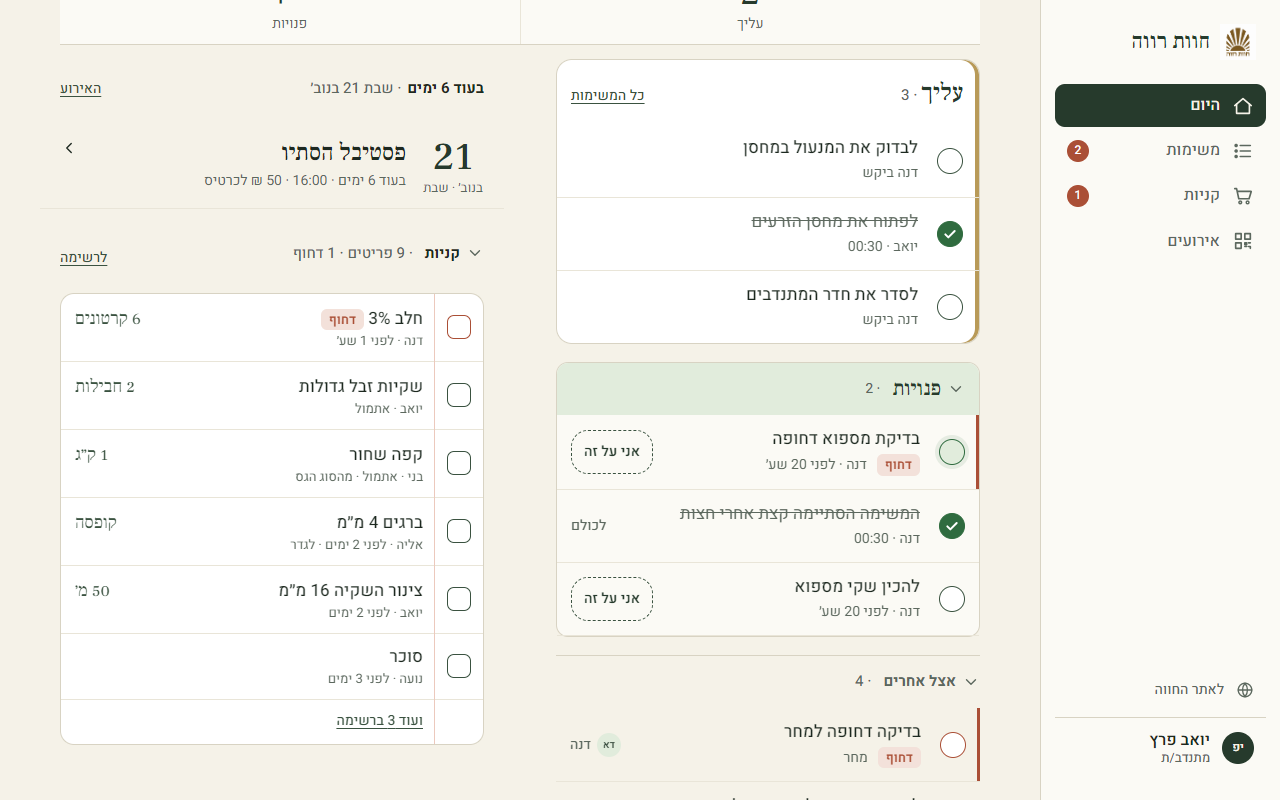 חוות רווה
היום
משימות
2
קניות
1
אירועים
לאתר החווה
יפ
יואב פרץ
מתנדב/ת
עליך
פנויות
עליך · 3
כל המשימות
לבדוק את המנעול במחסן
דנה ביקש
לפתוח את מחסן הזרעים
יואב · 00:30
לסדר את חדר המתנדבים
דנה ביקש
פנויות · 2
בדיקת מספוא דחופה
דחוף דנה · לפני 20 שע׳
אני על זה
המשימה הסתיימה קצת אחרי חצות
דנה · 00:30
לכולם
להכין שקי מספוא
דנה · לפני 20 שע׳
אני על זה
אצל אחרים · 4
בדיקה דחופה למחר
דחוף מחר
דא דנה
בעוד 6 ימים · שבת 21 בנוב׳
האירוע
21
בנוב׳ · שבת
פסטיבל הסתיו
בעוד 6 ימים · 16:00 · 50 ₪ לכרטיס
קניות · 9 פריטים · 1 דחוף
לרשימה
חלב 3% דחוף
דנה · לפני 1 שע׳
6 קרטונים
שקיות זבל גדולות
יואב · אתמול
2 חבילות
קפה שחור
בני · אתמול · מהסוג הגס
1 ק״ג
ברגים 4 מ״מ
אליה · לפני 2 ימים · לגדר
קופסה
צינור השקיה 16 מ״מ
יואב · לפני 2 ימים
50 מ׳
סוכר
נועה · לפני 3 ימים
ועוד 3 ברשימה